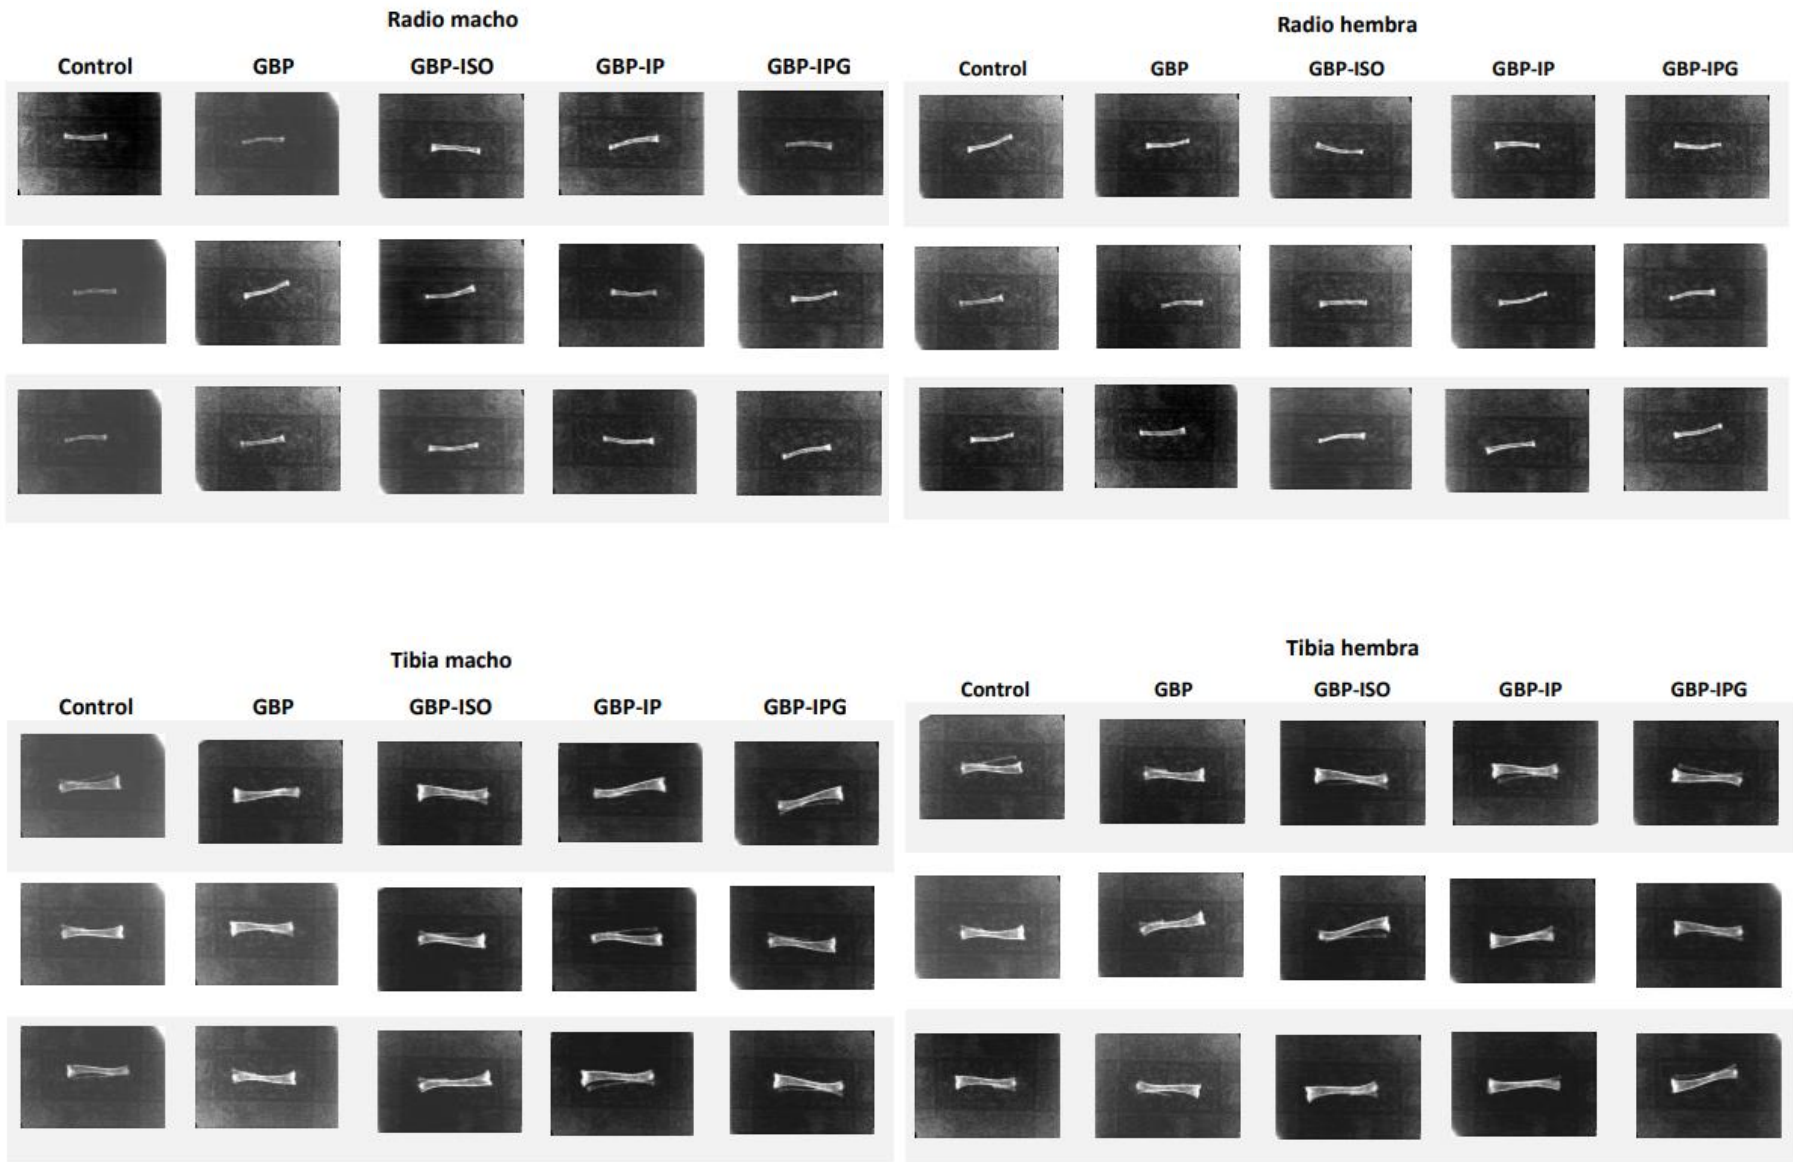 Radio macho
Control GBP GBP-ISO GBP-IP GBP-IPG
Radio hembra
Control GBP GBP-ISO GBP-IP GBP-IPG
Tibia macho
Control GBP GBP-ISO GBP-IP GBP-IPG
Tibia hembra
Control GBP GBP-ISO GBP-IP GBP-IPG